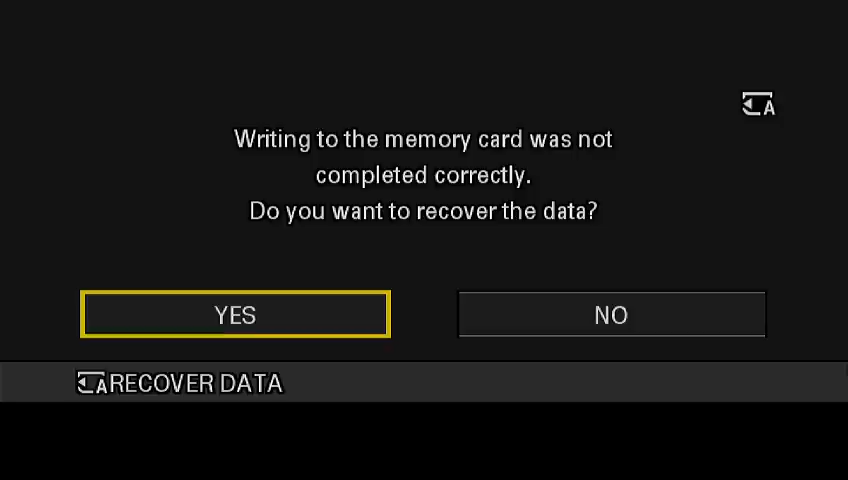 A
Writing to the memory card was not
completed correctly.
Do you want to recover the data?
YES
NO
A RECOVER DATA